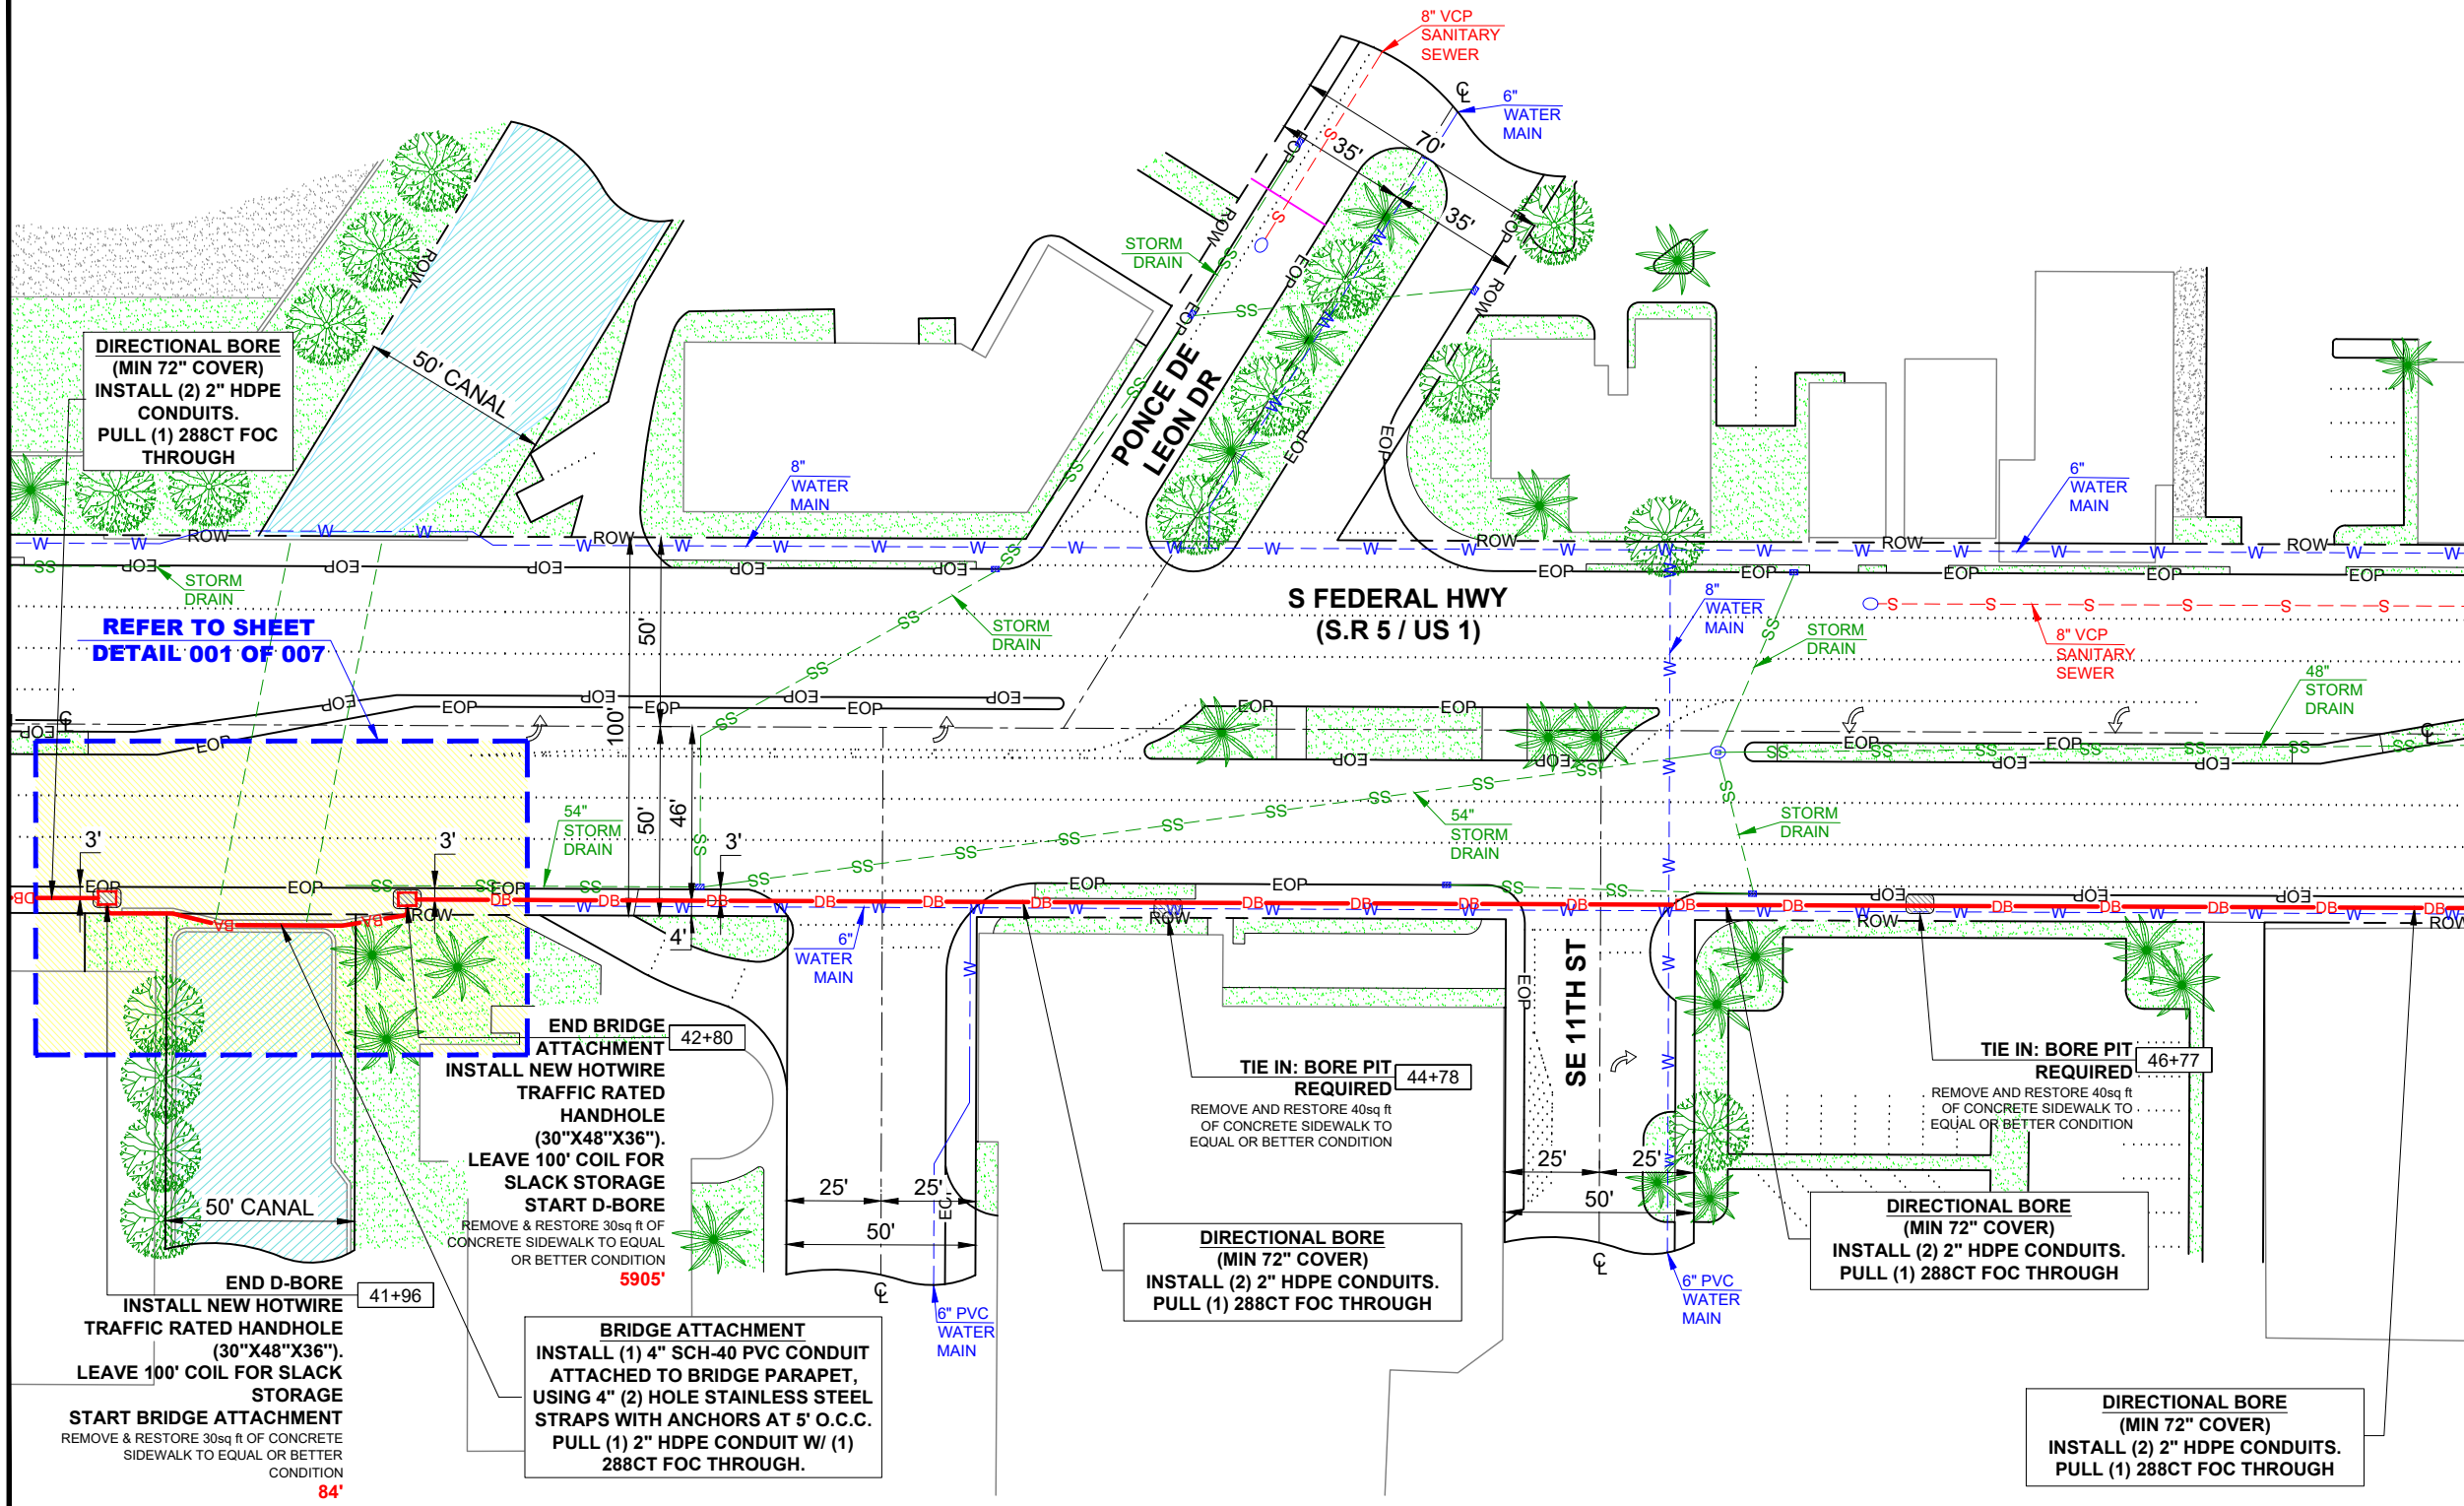 8" VCP
SANITARY
SEWER
6"
WATER
MAIN
70'
35'
35'
STORM
DRAIN
ROW
EOP
S
SS
W
50' CANAL
PONCE DE
LEON DR
DIRECTIONAL BORE
(MIN 72" COVER)
INSTALL (2) 2" HDPE
CONDUITS.
PULL (1) 288CT FOC
THROUGH
8"
WATER
MAIN
6"
WATER
MAIN
STORM
DRAIN
REFER TO SHEET
DETAIL 001 OF 007
STORM
DRAIN
S FEDERAL HWY
(S.R 5 / US 1)
8"
WATER
MAIN
STORM
DRAIN
8" VCP
SANITARY
SEWER
48"
STORM
DRAIN
50'
100'
50'
46'
3'
3'
3'
4'
54"
STORM
DRAIN
54"
STORM
DRAIN
STORM
DRAIN
DB
BA
6"
WATER
MAIN
SE 11TH ST
END BRIDGE
ATTACHMENT
INSTALL NEW HOTWIRE
TRAFFIC RATED
HANDHOLE
(30"X48"X36").
LEAVE 100' COIL FOR
SLACK STORAGE
START D-BORE
REMOVE & RESTORE 30sq ft OF
CONCRETE SIDEWALK TO EQUAL
OR BETTER CONDITION
5905'
42+80
TIE IN: BORE PIT
REQUIRED
44+78
REMOVE AND RESTORE 40sq ft
OF CONCRETE SIDEWALK TO
EQUAL OR BETTER CONDITION
TIE IN: BORE PIT
REQUIRED
46+77
REMOVE AND RESTORE 40sq ft
OF CONCRETE SIDEWALK TO
EQUAL OR BETTER CONDITION
50' CANAL
25'
25'
50'
25'
25'
50'
END D-BORE
41+96
INSTALL NEW HOTWIRE
TRAFFIC RATED HANDHOLE
(30"X48"X36").
LEAVE 100' COIL FOR SLACK
STORAGE
START BRIDGE ATTACHMENT
REMOVE & RESTORE 30sq ft OF CONCRETE
SIDEWALK TO EQUAL OR BETTER
CONDITION
84'
BRIDGE ATTACHMENT
INSTALL (1) 4" SCH-40 PVC CONDUIT
ATTACHED TO BRIDGE PARAPET,
USING 4" (2) HOLE STAINLESS STEEL
STRAPS WITH ANCHORS AT 5' O.C.C.
PULL (1) 2" HDPE CONDUIT W/ (1)
288CT FOC THROUGH.
6" PVC
WATER
MAIN
DIRECTIONAL BORE
(MIN 72" COVER)
INSTALL (2) 2" HDPE CONDUITS.
PULL (1) 288CT FOC THROUGH
6" PVC
WATER
MAIN
DIRECTIONAL BORE
(MIN 72" COVER)
INSTALL (2) 2" HDPE CONDUITS.
PULL (1) 288CT FOC THROUGH
DIRECTIONAL BORE
(MIN 72" COVER)
INSTALL (2) 2" HDPE CONDUITS.
PULL (1) 288CT FOC THROUGH